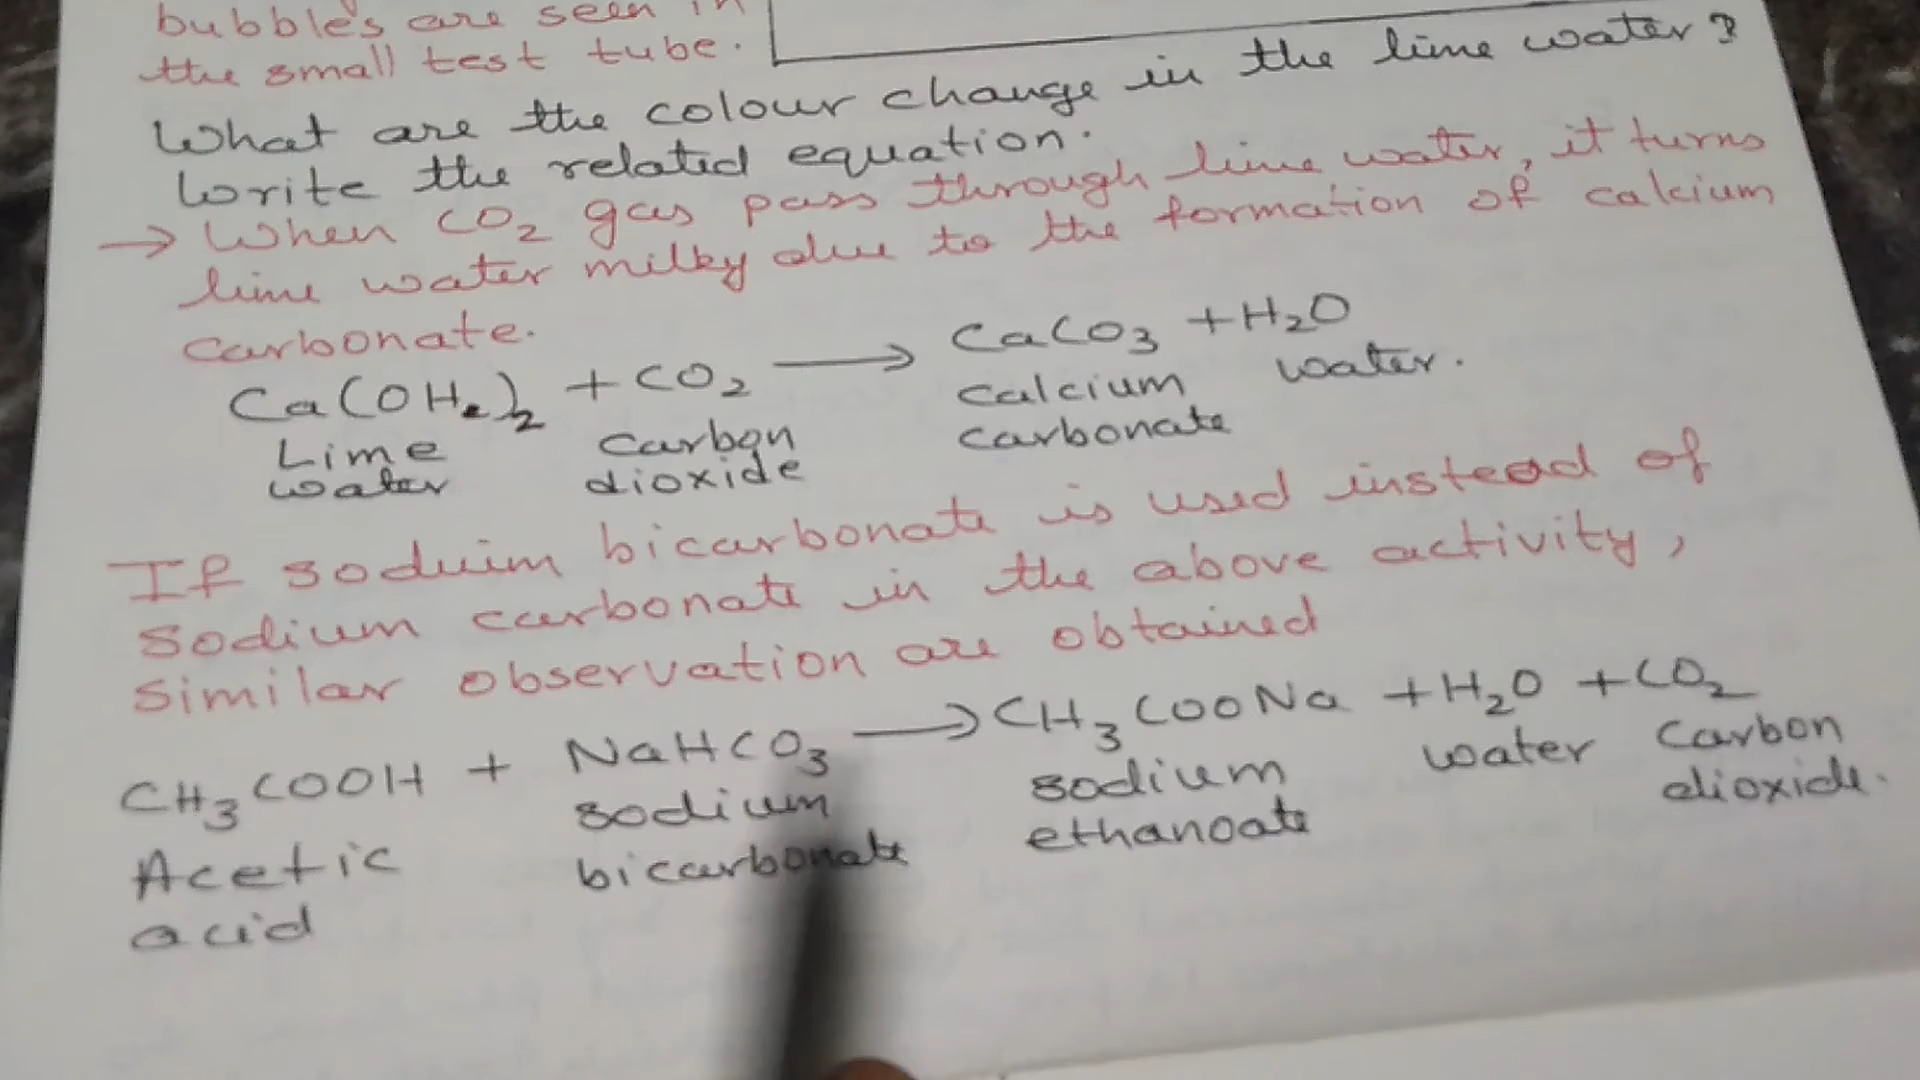 bubbles are seen in
the small test tube.
What are the colour change in the lime water?
Write the related equation.
→ When CO₂ gas pass through lime water, it turns
lime water milky due to the formation of calcium
carbonate.
Ca(OH)₂ + CO₂ ⟶ CaCO₃ + H₂O
Lime water carbon dioxide calcium carbonate water.
If soduim bicarbonate is used instead of
sodium carbonate in the above activity,
similar observation are obtained
CH₃COOH + NaHCO₃ ⟶ CH₃COONa + H₂O + CO₂
Acetic acid sodium bicarbonate sodium ethanoate water carbon dioxide.